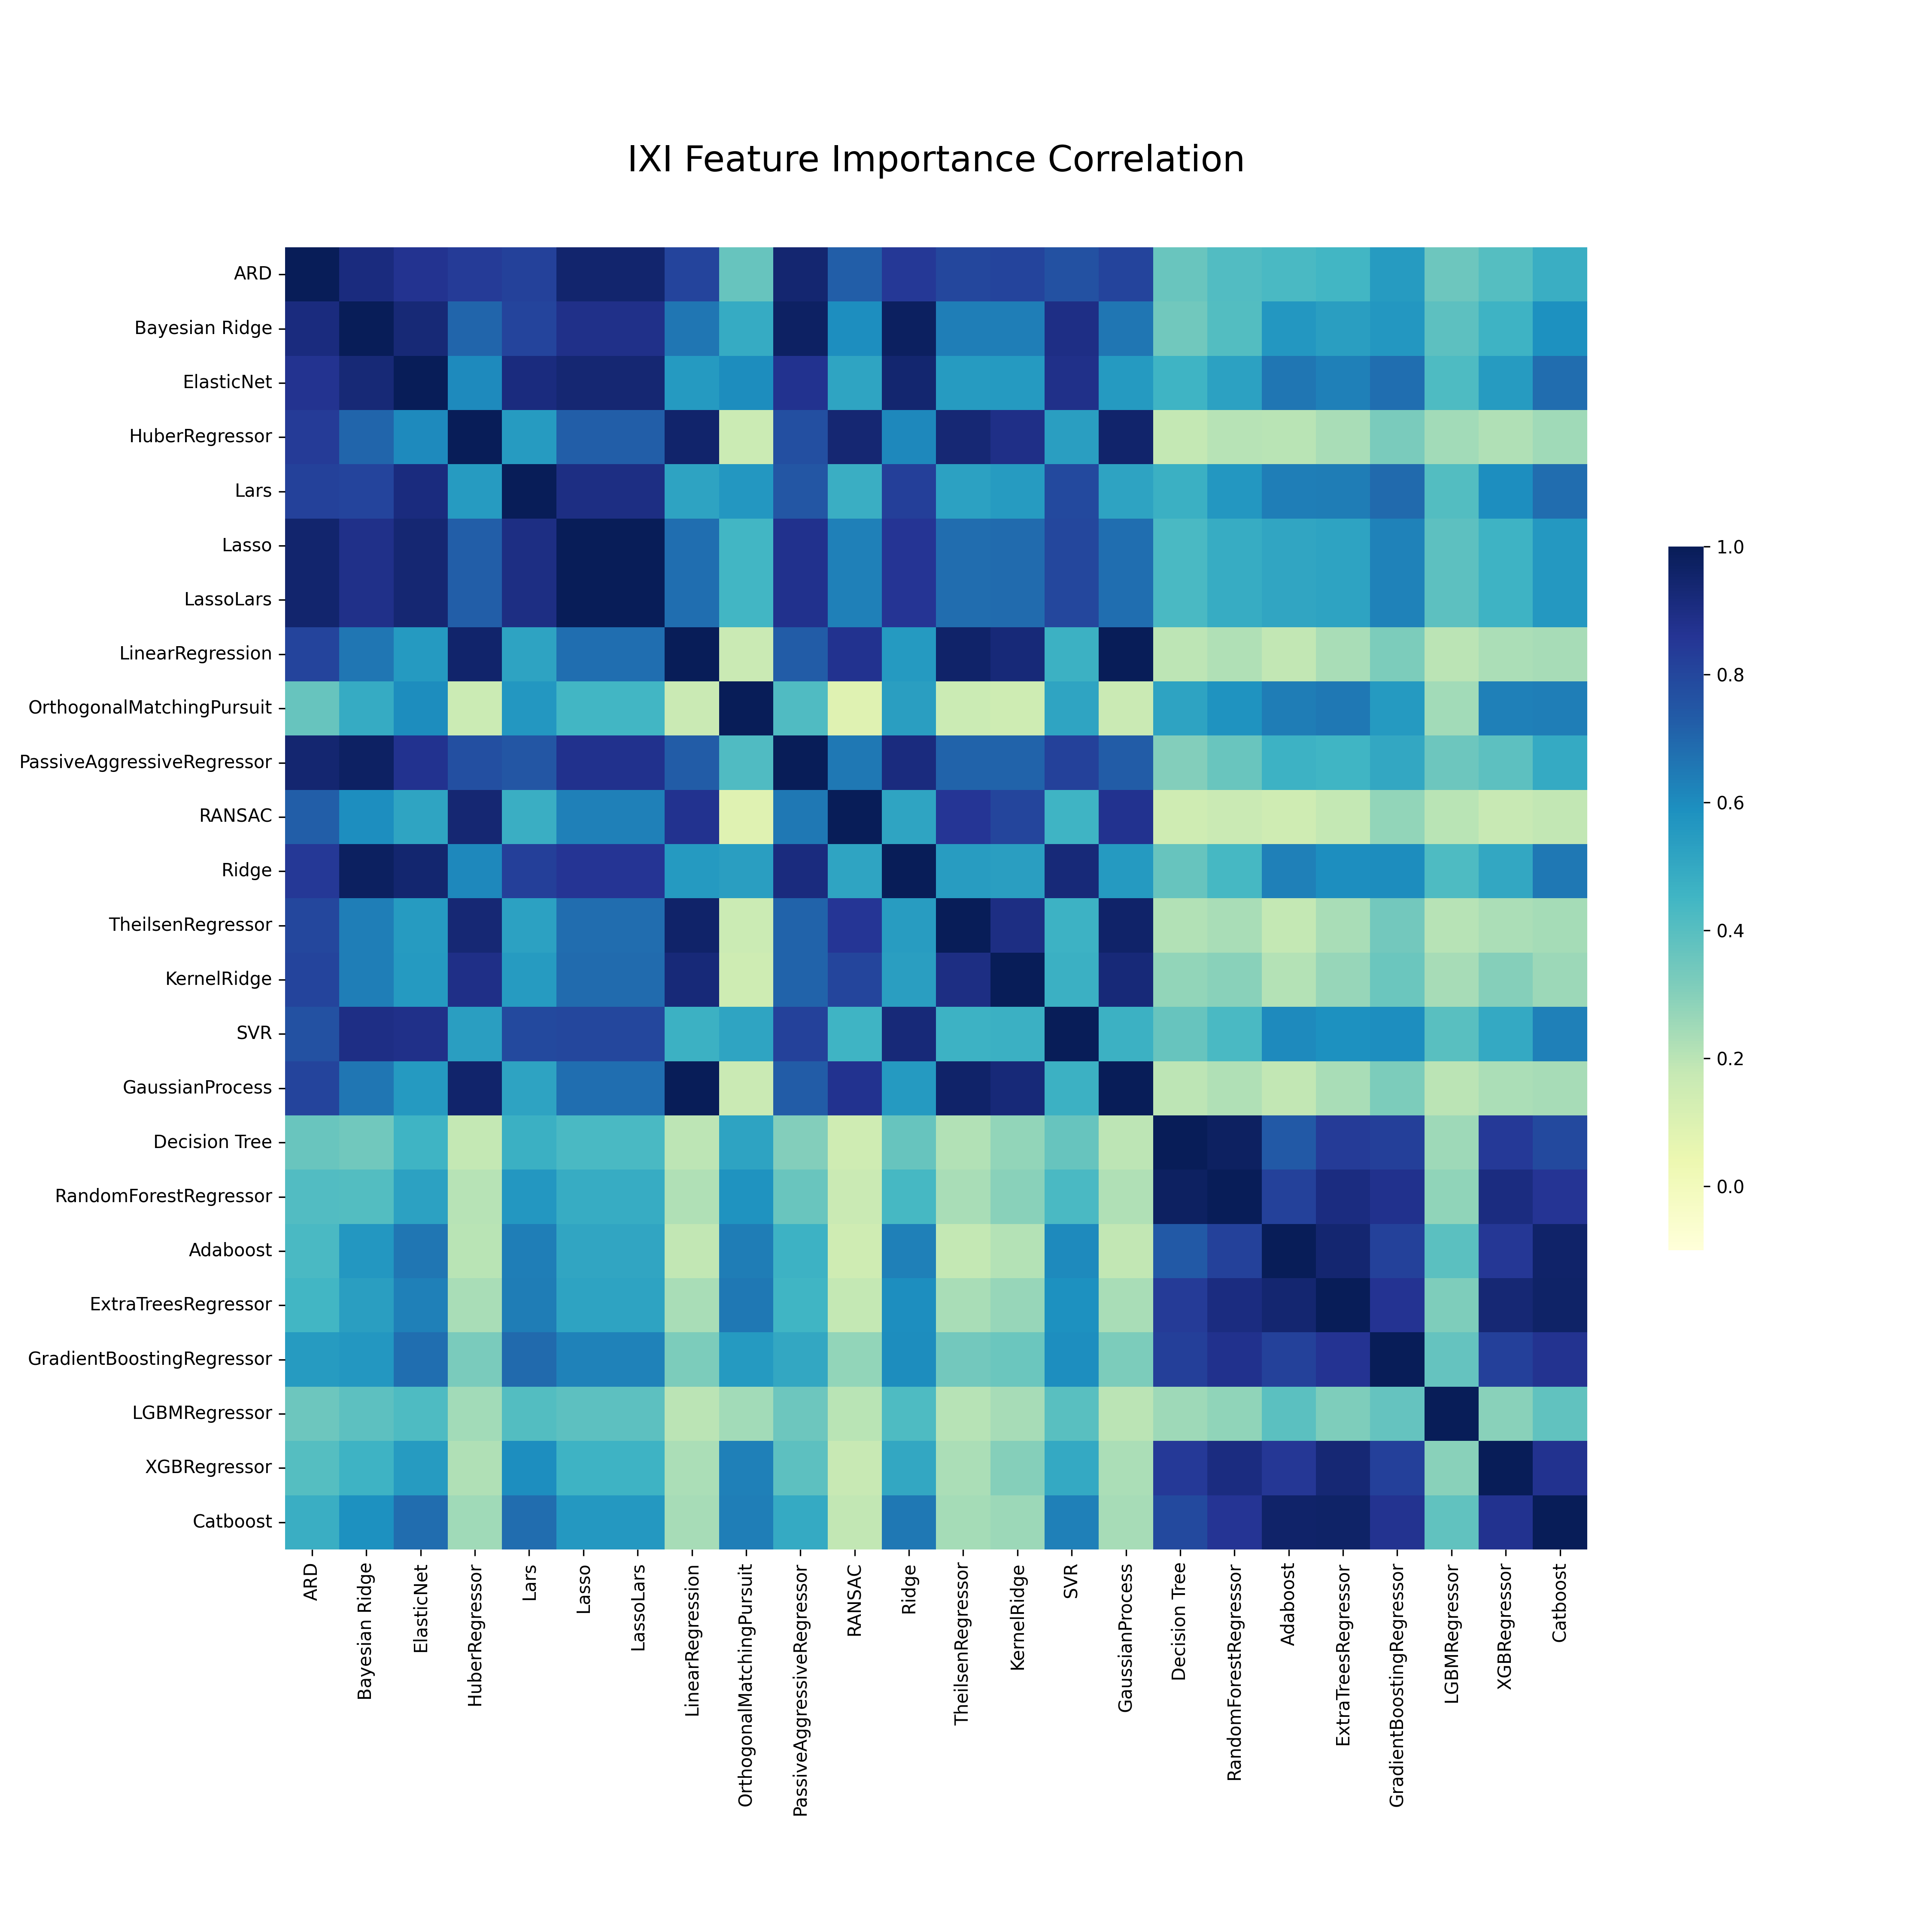 IXI Feature Importance Correlation
ARD
Bayesian Ridge
ElasticNet
HuberRegressor
Lars
Lasso
LassoLars
LinearRegression
OrthogonalMatchingPursuit
PassiveAggressiveRegressor
RANSAC
Ridge
TheilsenRegressor
KernelRidge
SVR
GaussianProcess
Decision Tree
RandomForestRegressor
Adaboost
ExtraTreesRegressor
GradientBoostingRegressor
LGBMRegressor
XGBRegressor
Catboost
ARD
Bayesian Ridge
ElasticNet
HuberRegressor
Lars
Lasso
LassoLars
LinearRegression
OrthogonalMatchingPursuit
PassiveAggressiveRegressor
RANSAC
Ridge
TheilsenRegressor
KernelRidge
SVR
GaussianProcess
Decision Tree
RandomForestRegressor
Adaboost
ExtraTreesRegressor
GradientBoostingRegressor
LGBMRegressor
XGBRegressor
Catboost
1.0
0.8
0.6
0.4
0.2
0.0